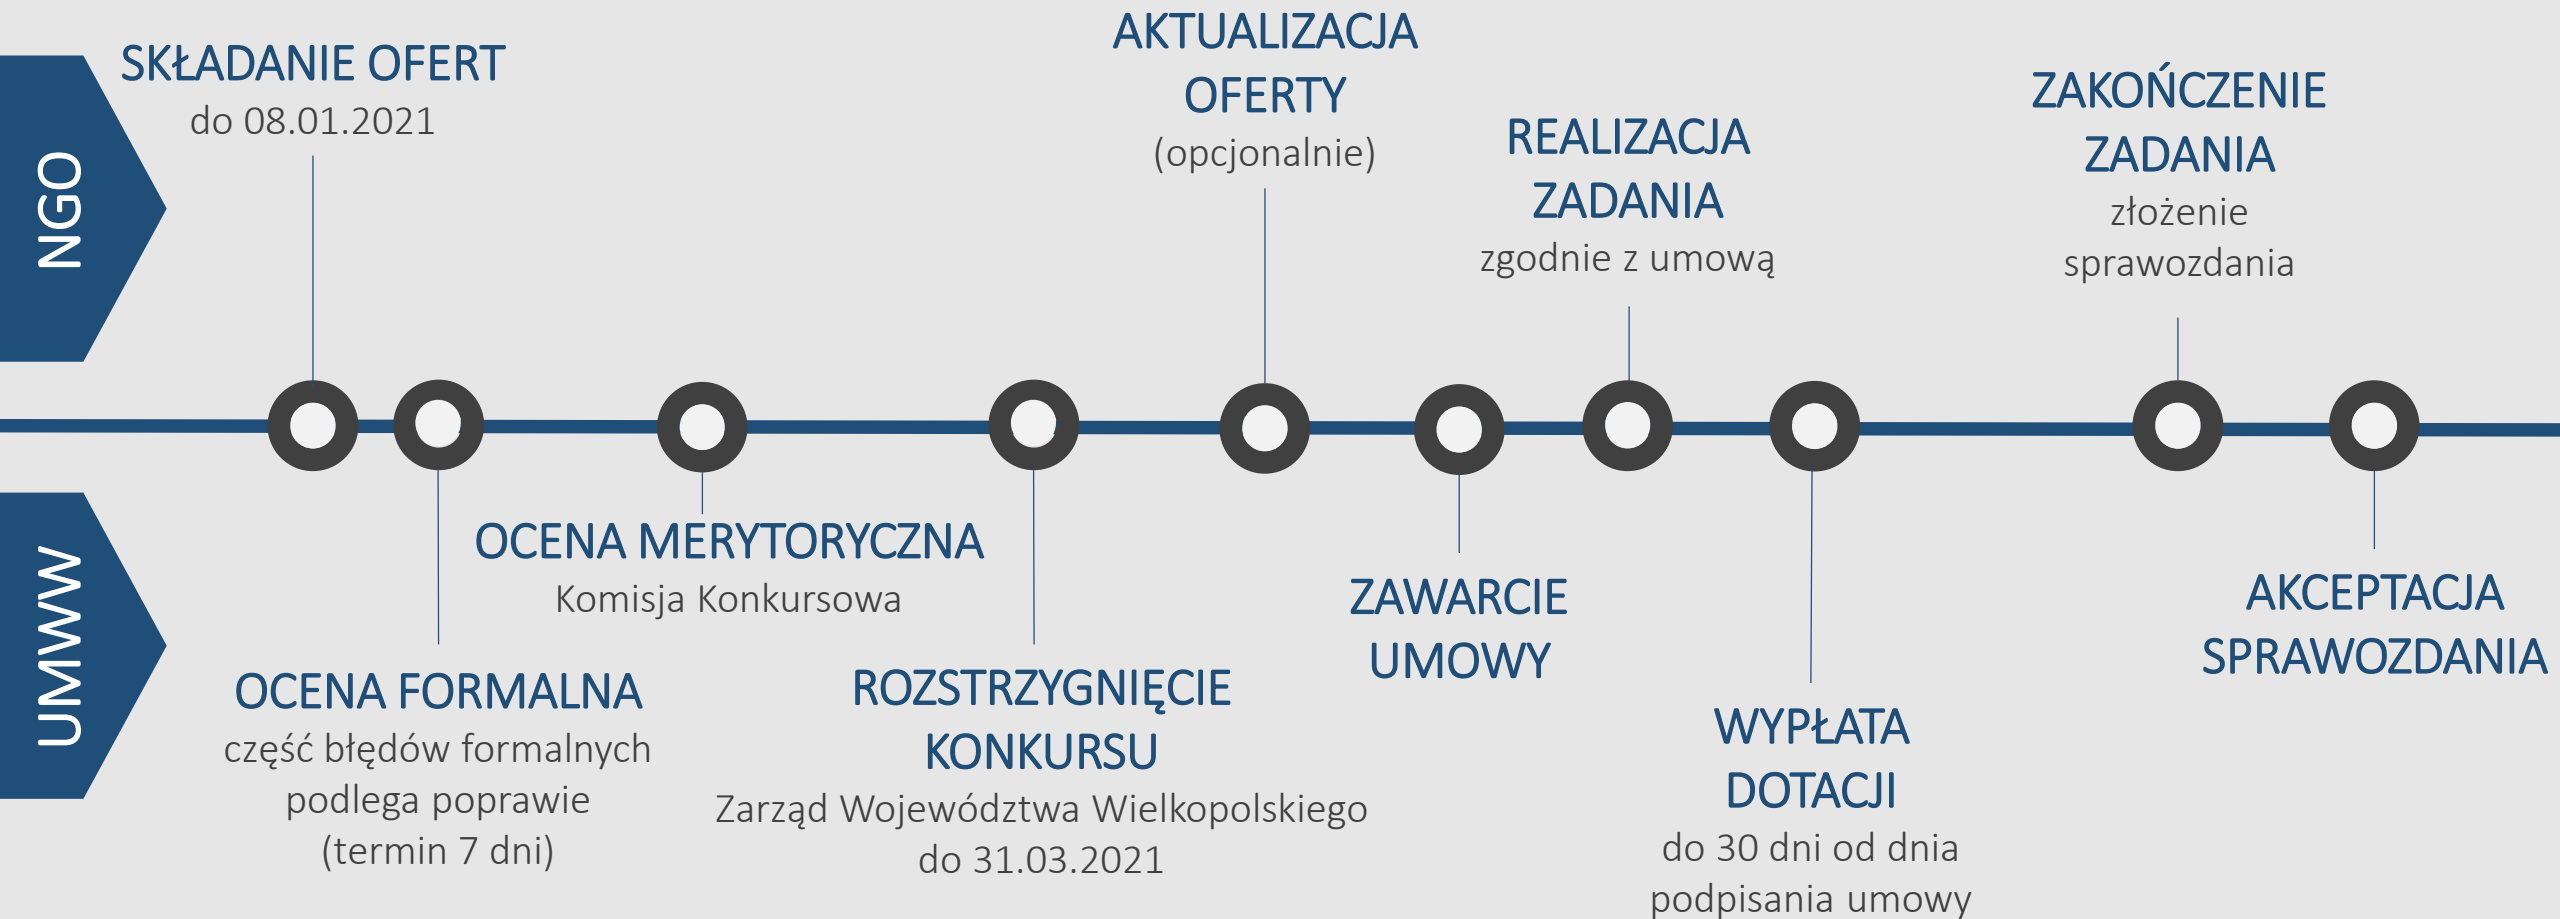 NGO
SKŁADANIE OFERT
do 08.01.2021
AKTUALIZACJA
OFERTY
(opcjonalnie)
REALIZACJA
ZADANIA
zgodnie z umową
ZAKOŃCZENIE
ZADANIA
złożenie
sprawozdania
UMWW
OCENA FORMALNA
część błędów formalnych
podlega poprawie
(termin 7 dni)
OCENA MERYTORYCZNA
Komisja Konkursowa
ROZSTRZYGNIĘCIE
KONKURSU
Zarząd Województwa Wielkopolskiego
do 31.03.2021
ZAWARCIE
UMOWY
WYPŁATA
DOTACJI
do 30 dni od dnia
podpisania umowy
AKCEPTACJA
SPRAWOZDANIA